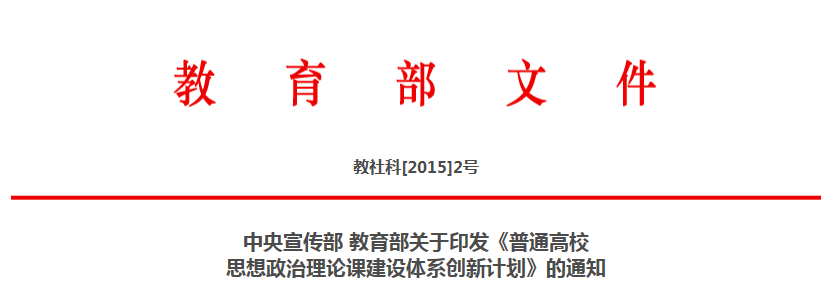 教育部文件
教社科[2015]2号
中央宣传部 教育部关于印发《普通高校
思想政治理论课建设体系创新计划》的通知